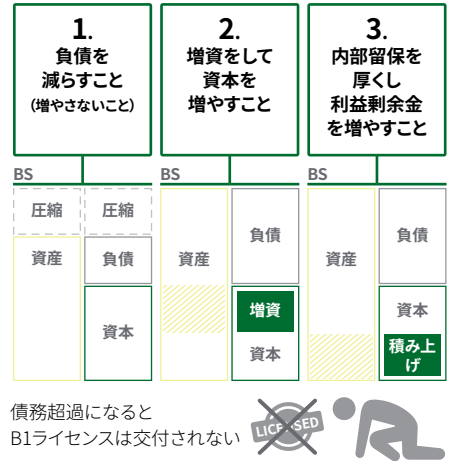 1.
負債を
減らすこと
(増やさないこと)
2.
増資をして
資本を
増やすこと
3.
内部留保を
厚くし
利益剰余金
を増やすこと
BS
圧縮
圧縮
資産
負債
資本
BS
資産
負債
増資
資本
BS
資産
負債
資本
積み上
げ
債務超過になると
B1ライセンスは交付されない
LICENSED